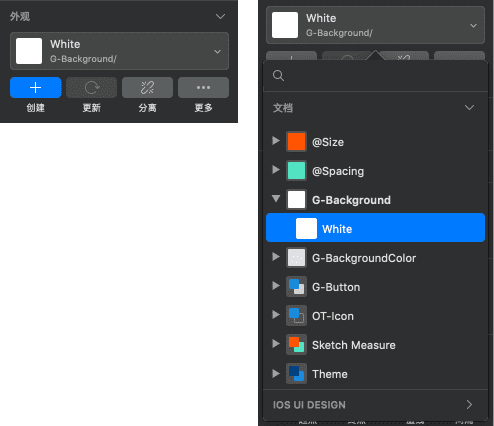 外观
White
G-Background/
创建
更新
分离
更多
White
G-Background/
文档
@Size
@Spacing
G-Background
White
G-BackgroundColor
G-Button
OT-Icon
Sketch Measure
Theme
IOS UI DESIGN